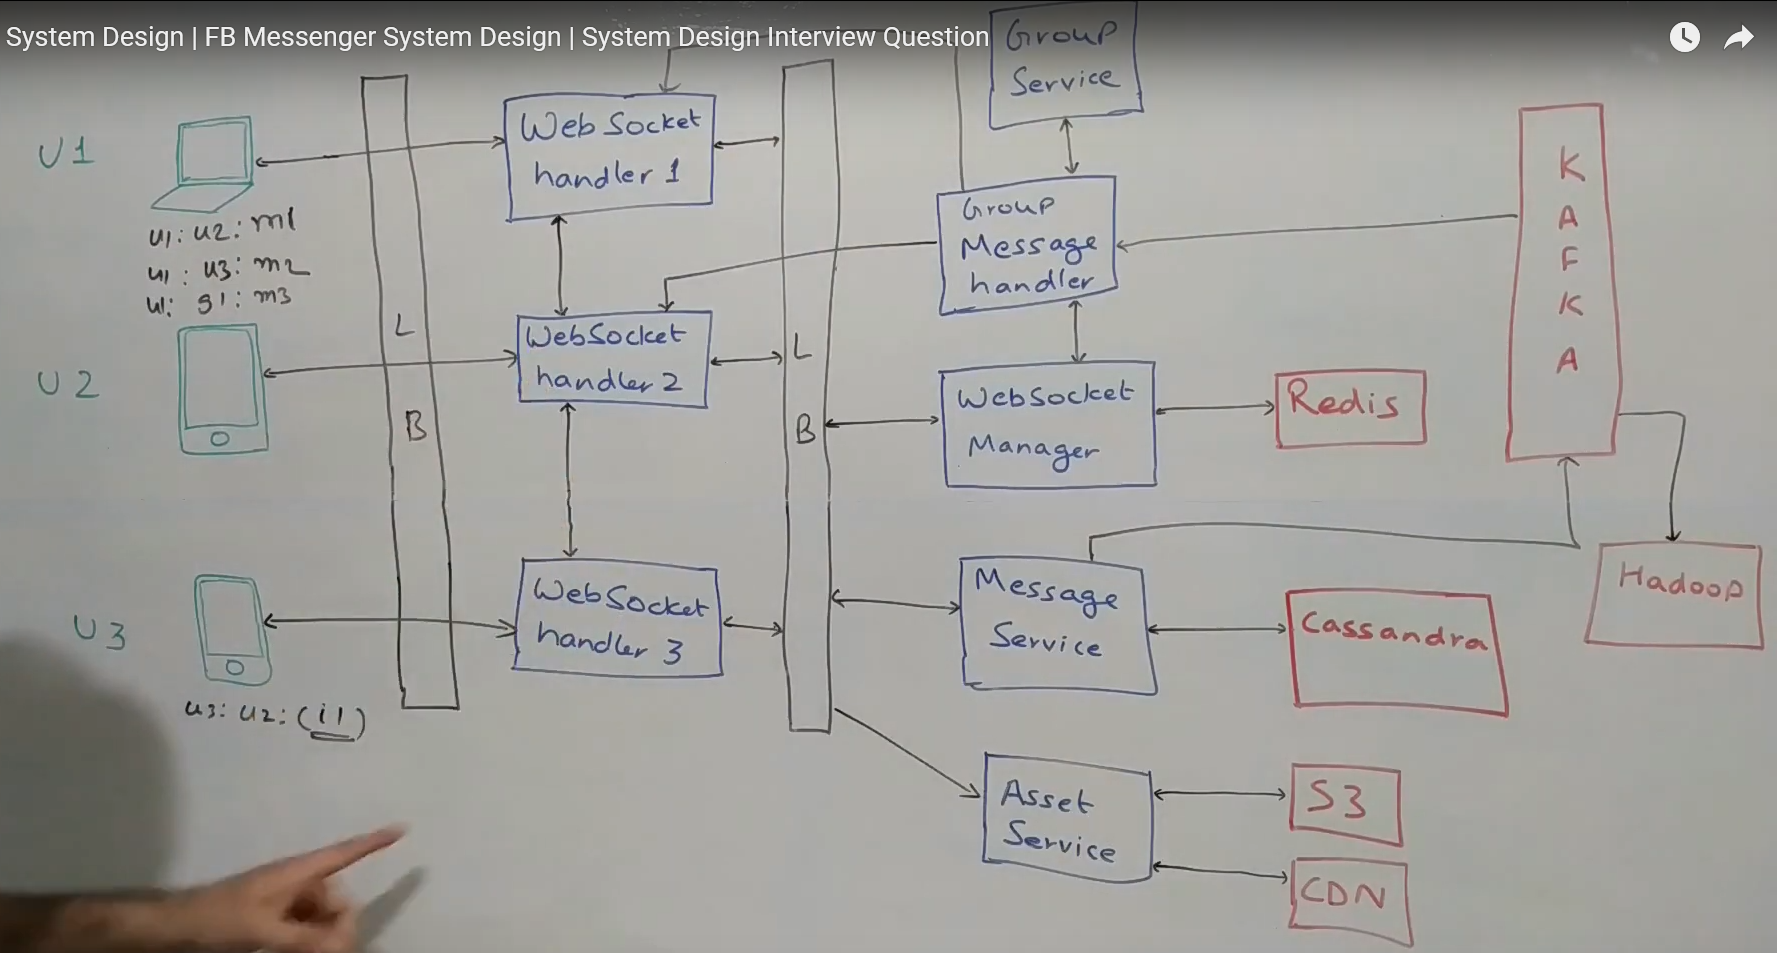 System Design | FB Messenger System Design | System Design Interview Question
Group
Service
U1
WebSocket
handler 1
K
A
F
K
A
Group
Message
handler
u1: u2: m1
u1: u3: m2
u1: g1: m3
L
B
U2
WebSocket
handler 2
L
B
WebSocket
Manager
Redis
U3
WebSocket
handler 3
Message
Service
Cassandra
Hadoop
u3: u2: (i1)
Asset
Service
S3
CDN